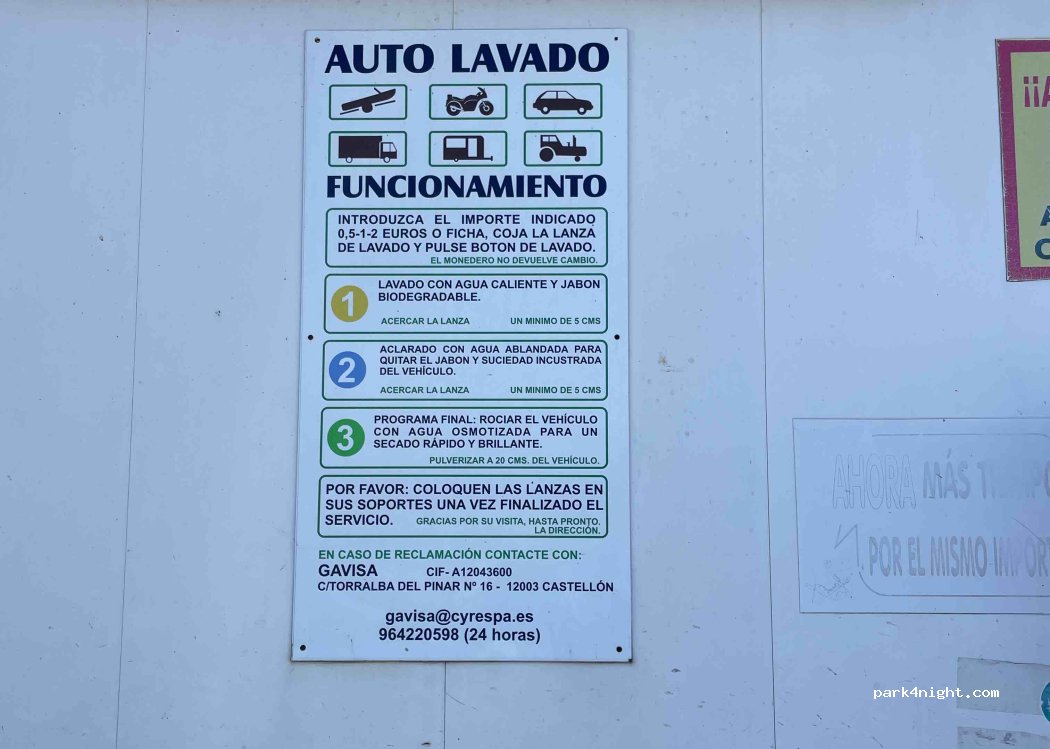 AUTO LAVADO
FUNCIONAMIENTO
INTRODUZCA EL IMPORTE INDICADO
0,5-1-2 EUROS O FICHA, COJA LA LANZA
DE LAVADO Y PULSE BOTON DE LAVADO.
EL MONEDERO NO DEVUELVE CAMBIO.
1
LAVADO CON AGUA CALIENTE Y JABON
BIODEGRADABLE.
ACERCAR LA LANZA UN MINIMO DE 5 CMS
2
ACLARADO CON AGUA ABLANDADA PARA
QUITAR EL JABON Y SUCIEDAD INCUSTRADA
DEL VEHÍCULO.
ACERCAR LA LANZA UN MINIMO DE 5 CMS
3
PROGRAMA FINAL: ROCIAR EL VEHÍCULO
CON AGUA OSMOTIZADA PARA UN
SECADO RÁPIDO Y BRILLANTE.
PULVERIZAR A 20 CMS. DEL VEHÍCULO.
POR FAVOR: COLOQUEN LAS LANZAS EN
SUS SOPORTES UNA VEZ FINALIZADO EL
SERVICIO. GRACIAS POR SU VISITA, HASTA PRONTO.
LA DIRECCIÓN.
EN CASO DE RECLAMACIÓN CONTACTE CON:
GAVISA CIF- A12043600
C/TORRALBA DEL PINAR Nº 16 - 12003 CASTELLÓN
gavisa@cyrespa.es
964220598 (24 horas)
AHORA MÁS
POR EL MISMO
park4night.com